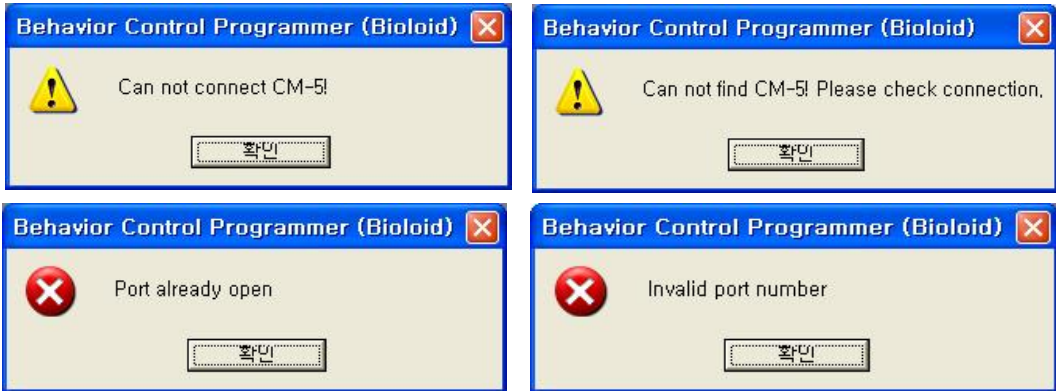 Behavior Control Programmer (Bioloid)
Can not connect CM-5!
확인
Behavior Control Programmer (Bioloid)
Can not find CM-5! Please check connection,
확인
Behavior Control Programmer (Bioloid)
Port already open
확인
Behavior Control Programmer (Bioloid)
Invalid port number
확인